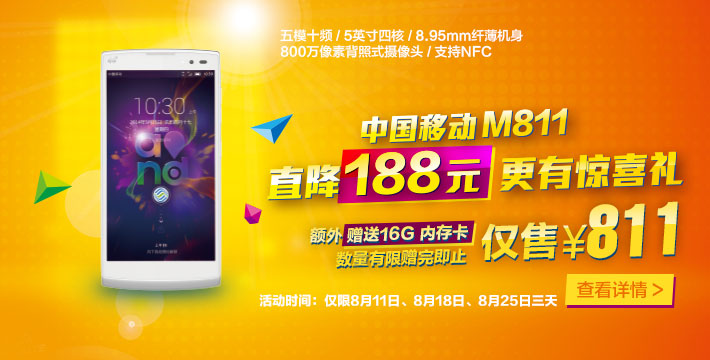 五模十频 / 5英寸四核 / 8.95mm纤薄机身
800万像素背照式摄像头 / 支持NFC
10:30
and
中国移动M811
直降188元 更有惊喜礼
额外 赠送16G 内存卡
数量有限赠完即止
仅售¥811
活动时间：仅限8月11日、8月18日、8月25日三天
查看详情 >